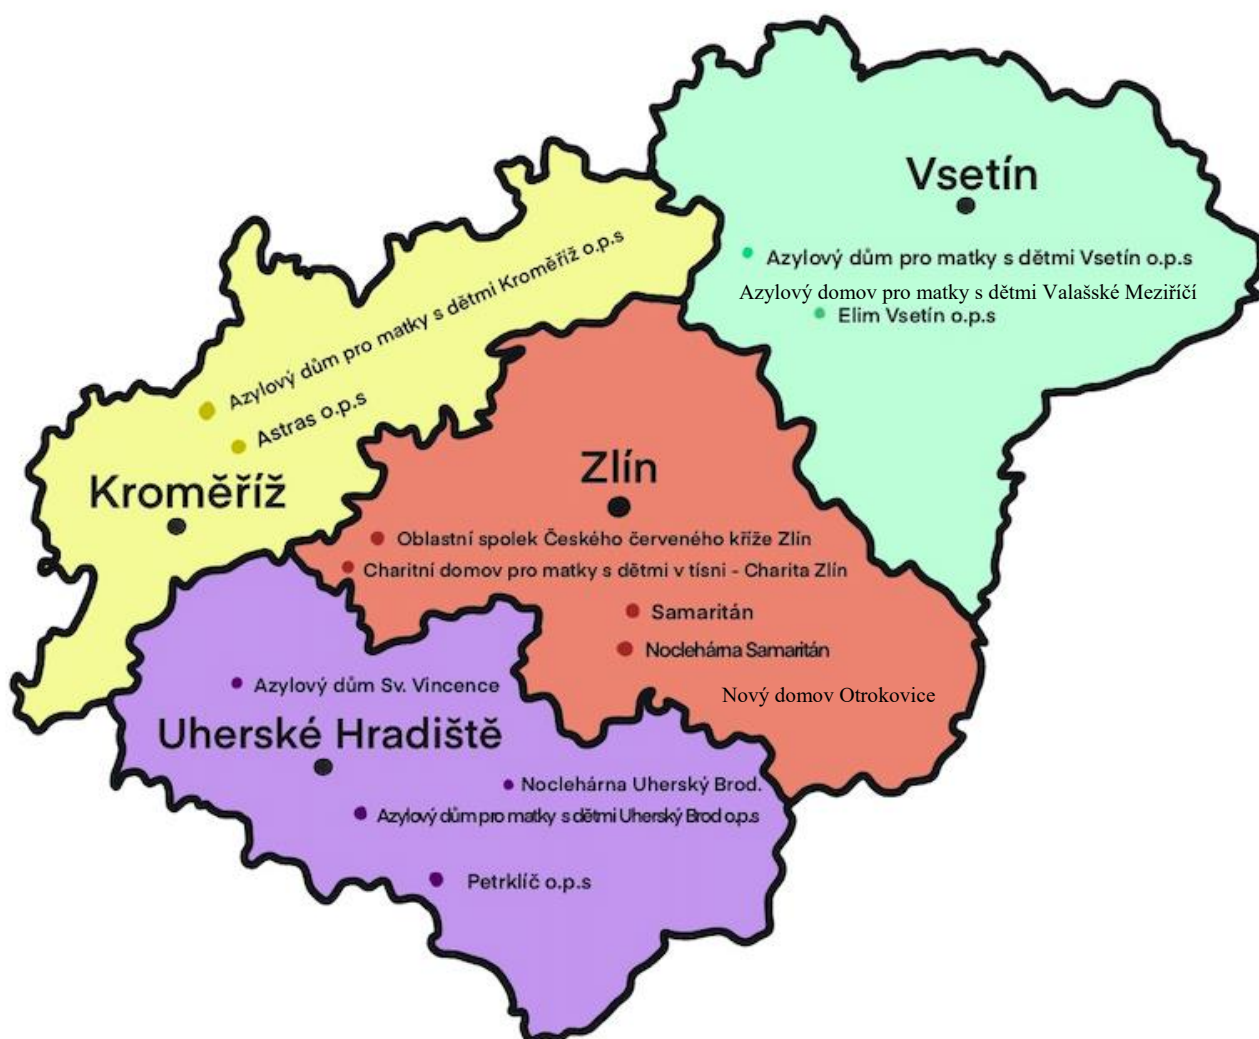 Vsetín
Azylový dům pro matky s dětmi Vsetín o.p.s
Azylový domov pro matky s dětmi Valašské Meziříčí
Elim Vsetín o.p.s
Azylový dům pro matky s dětmi Kroměříž o.p.s
Astras o.p.s
Kroměříž
Zlín
Oblastní spolek Českého červeného kříže Zlín
Charitní domov pro matky s dětmi v tísni - Charita Zlín
Samaritán
Noclehárna Samaritán
Nový domov Otrokovice
Azylový dům Sv. Vincence
Uherské Hradiště
Noclehárna Uherský Brod.
Azylový dům pro matky s dětmi Uherský Brod o.p.s
Petrklíč o.p.s